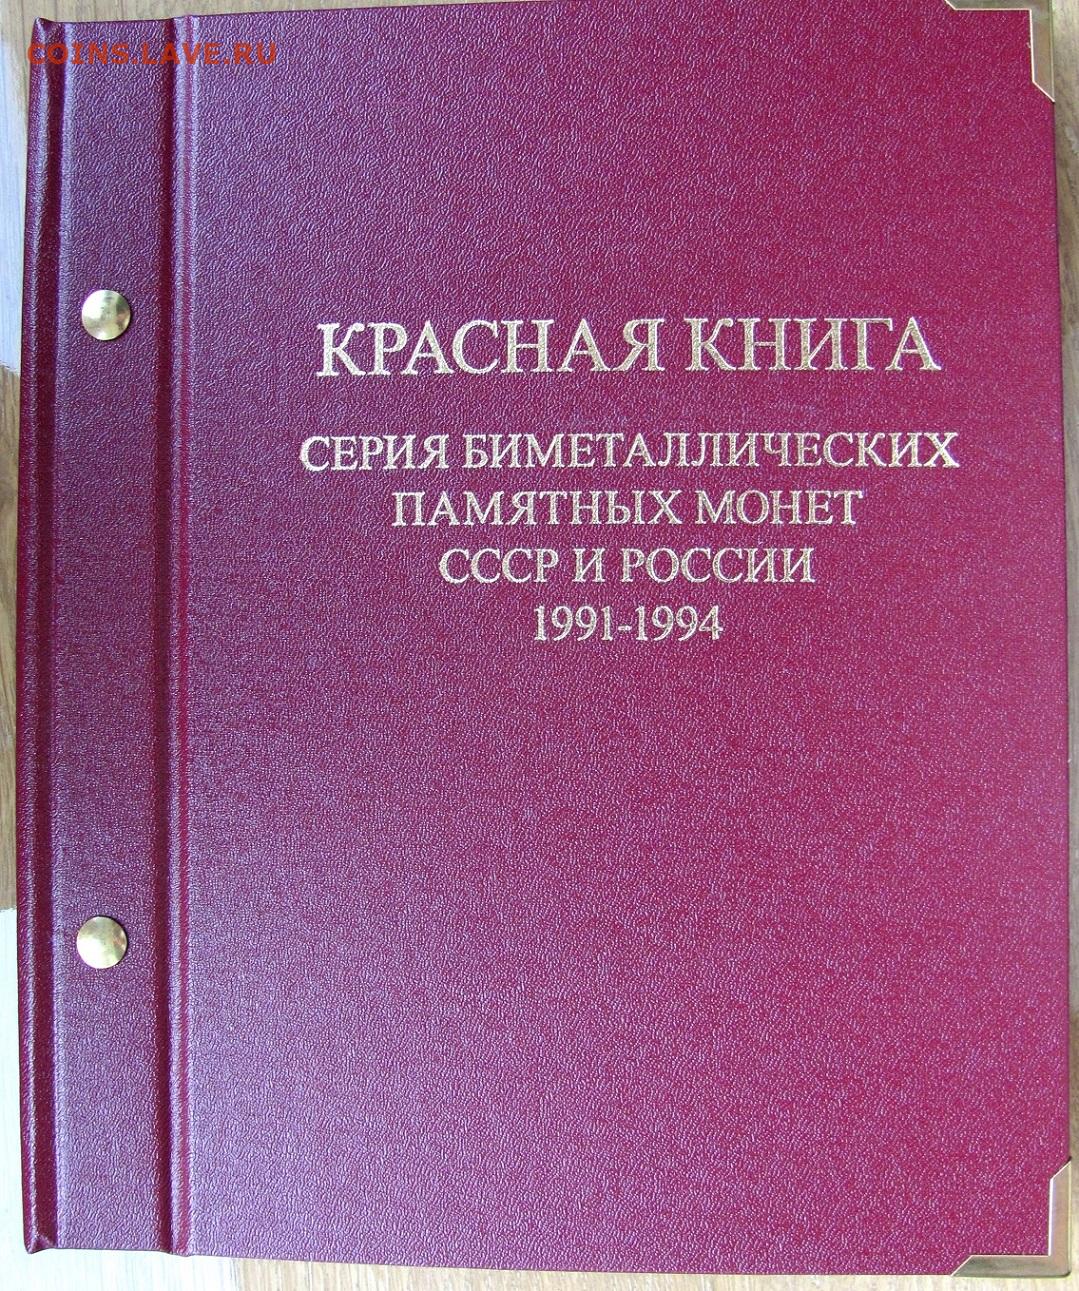 COINS.LAVE.RU
КРАСНАЯ КНИГА
СЕРИЯ БИМЕТАЛЛИЧЕСКИХ
ПАМЯТНЫХ МОНЕТ
СССР И РОССИИ
1991-1994